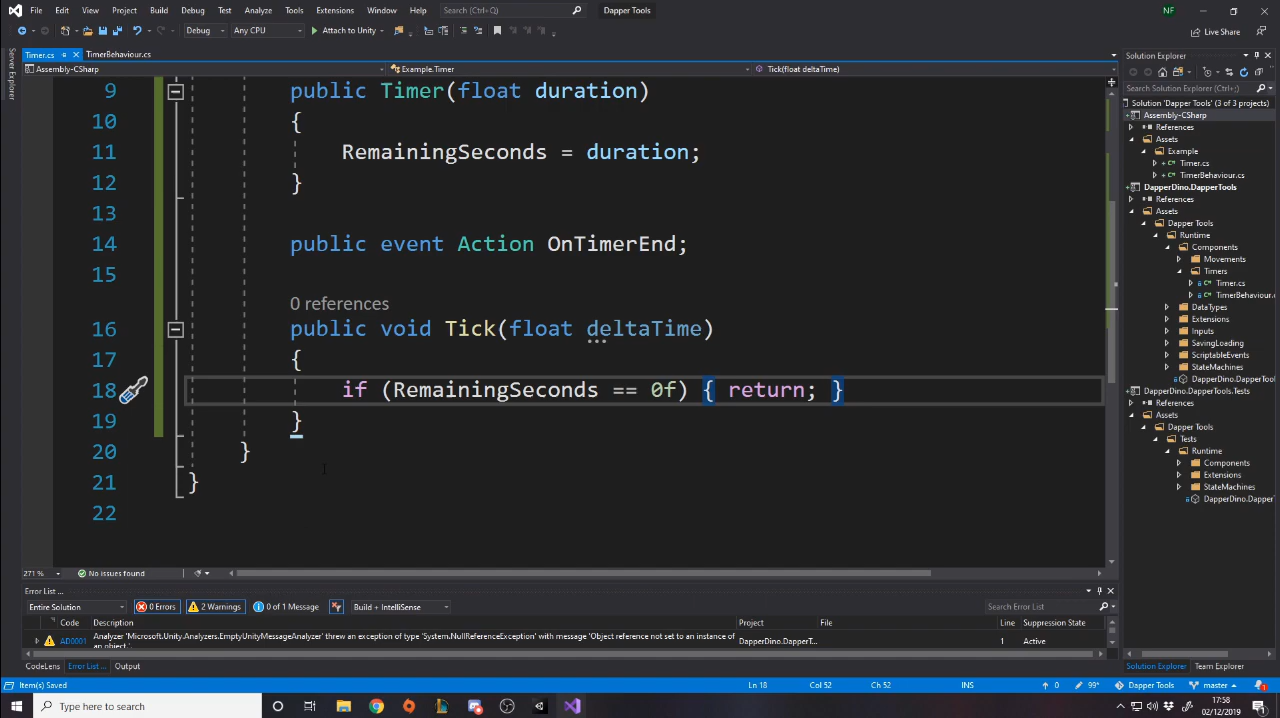 File Edit View Project Build Debug Test Analyze Tools Extensions Window Help Search (Ctrl+Q) Dapper Tools NF
Debug Any CPU Attach to Unity Live Share
Server Explorer
Timer.cs TimerBehaviour.cs
Assembly-CSharp Example.Timer Tick(float deltaTime)
9 public Timer(float duration)
10 {
11 RemainingSeconds = duration;
12 }
13
14 public event Action OnTimerEnd;
15
0 references
16 public void Tick(float deltaTime)
17 {
18 if (RemainingSeconds == 0f) { return; }
19 }
20 }
21 }
22
271 % No issues found
Solution Explorer
Search Solution Explorer (Ctrl+;)
Solution 'Dapper Tools' (3 of 3 projects)
Assembly-CSharp
References
Assets
Example
Timer.cs
TimerBehaviour.cs
DapperDino.DapperTools
References
Assets
Dapper Tools
Runtime
Components
Movements
Timers
Timer.cs
TimerBehaviour.c
DataTypes
Extensions
Inputs
SavingLoading
ScriptableEvents
StateMachines
DapperDino.DapperTool
DapperDino.DapperTools.Tests
References
Assets
Dapper Tools
Tests
Runtime
Components
Extensions
StateMachines
DapperDino.Dapper
Error List ...
Entire Solution 0 Errors 2 Warnings 0 of 1 Message Build + IntelliSense Search Error List
Code Description Project File Line Suppression State
AD0001 Analyzer 'Microsoft.Unity.Analyzers.EmptyUnityMessageAnalyzer' threw an exception of type 'System.NullReferenceException' with message 'Object reference not set to an instance of an object.'. DapperDino.DapperT... 1 Active
CodeLens Error List ... Output Solution Explorer Team Explorer
Item(s) Saved Ln 18 Col 52 Ch 52 INS 0 99* Dapper Tools master
Type here to search 17:58
02/12/2019